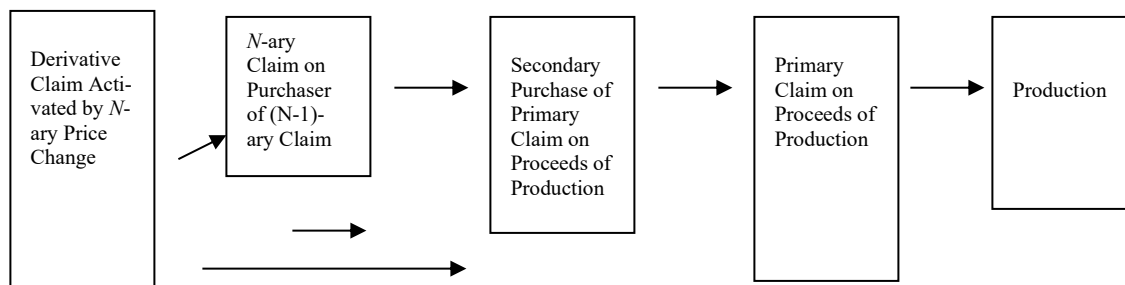 Derivative
Claim Acti-
vated by N-
ary Price
Change
N-ary
Claim on
Purchaser
of (N-1)-
ary Claim
Secondary
Purchase of
Primary
Claim on
Proceeds of
Production
Primary
Claim on
Proceeds of
Production
Production